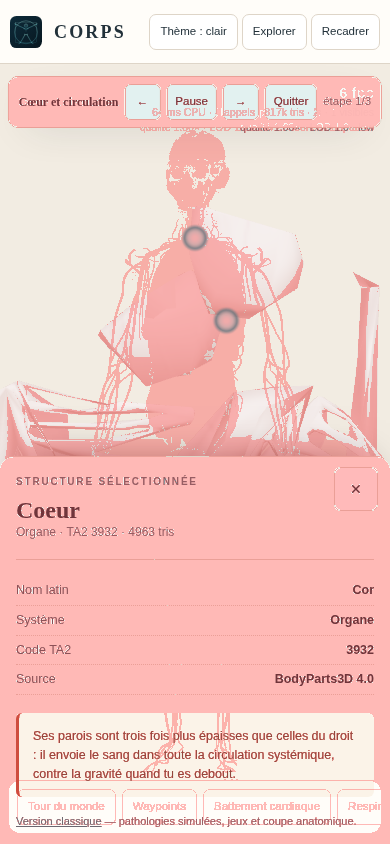 CORPS
Thème : clair
Explorer
Recadrer
Cœur et circulation
←
Pause
→
Quitter
étape 1/3
STRUCTURE SÉLECTIONNÉE
×
Coeur
Organe · TA2 3932 · 4963 tris
Nom latin
Cor
Système
Organe
Code TA2
3932
Source
BodyParts3D 4.0
Ses parois sont trois fois plus épaisses que celles du droit
: il envoie le sang dans toute la circulation systémique,
contre la gravité quand tu es debout.
Tour du monde
Waypoints
Battement cardiaque
Respir
Version classique — pathologies simulées, jeux et coupe anatomique.